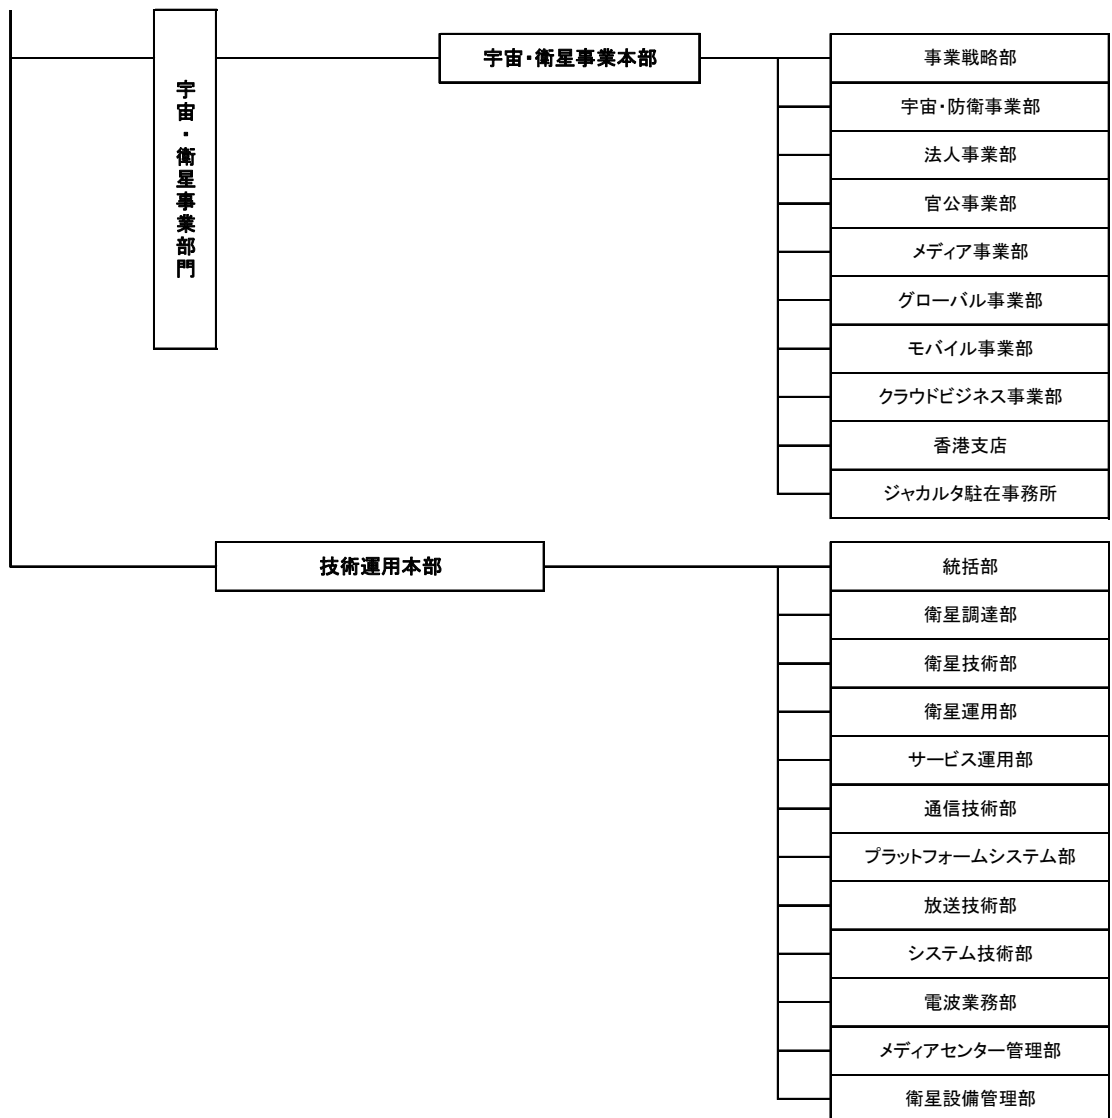 宇宙・衛星事業部門
宇宙・衛星事業本部
事業戦略部
宇宙・防衛事業部
法人事業部
官公事業部
メディア事業部
グローバル事業部
モバイル事業部
クラウドビジネス事業部
香港支店
ジャカルタ駐在事務所
技術運用本部
統括部
衛星調達部
衛星技術部
衛星運用部
サービス運用部
通信技術部
プラットフォームシステム部
放送技術部
システム技術部
電波業務部
メディアセンター管理部
衛星設備管理部